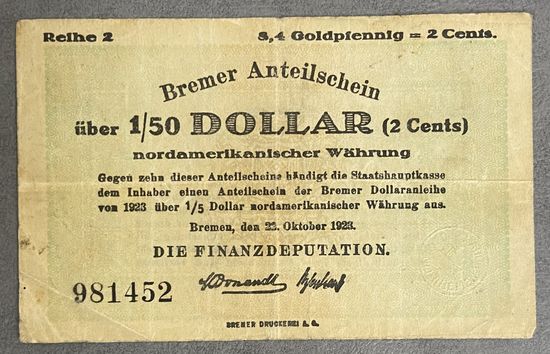 Reihe 2 8,4 Goldpfennig = 2 Cents.
Bremer Anteilschein
über 1/50 DOLLAR (2 Cents)
nordamerikanischer Währung
Gegen zehn dieser Anteilscheine händigt die Staatshauptkasse
dem Inhaber einen Anteilschein der Bremer Dollaranleihe
von 1923 über 1/5 Dollar nordamerikanischer Währung aus.
Bremen, den 22. Oktober 1923.
DIE FINANZDEPUTATION.
981452 Donandt
BREMER DRUCKEREI A. G.